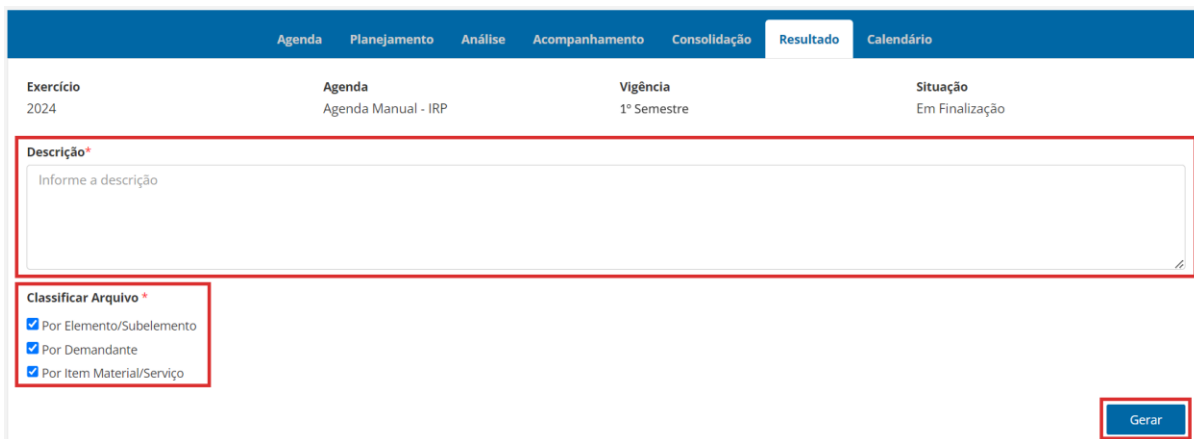 Agenda Planejamento Análise Acompanhamento Consolidação Resultado Calendário
Exercício Agenda Vigência Situação
2024 Agenda Manual - IRP 1º Semestre Em Finalização
Descrição*
Informe a descrição
Classificar Arquivo *
Por Elemento/Subelemento
Por Demandante
Por Item Material/Serviço
Gerar